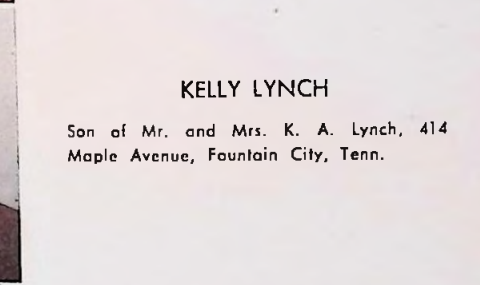 KELLY LYNCH
Son of Mr. and Mrs. K. A. Lynch, 414
Maple Avenue, Fountain City, Tenn.